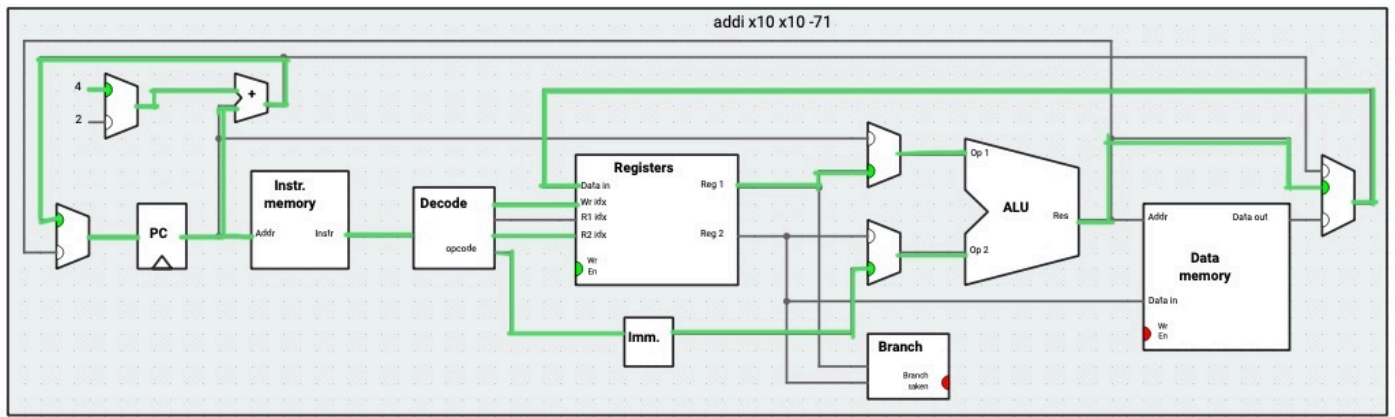 addi x10 x10 -71
4
2
+
PC
Instr.
memory
Addr
Instr
Decode
opcode
Registers
Data in
Wr idx
R1 idx
R2 idx
Wr
En
Reg 1
Reg 2
Imm.
Op 1
Op 2
ALU
Res
Branch
Branch
saken
Addr
Data out
Data
memory
Data in
Wr
En